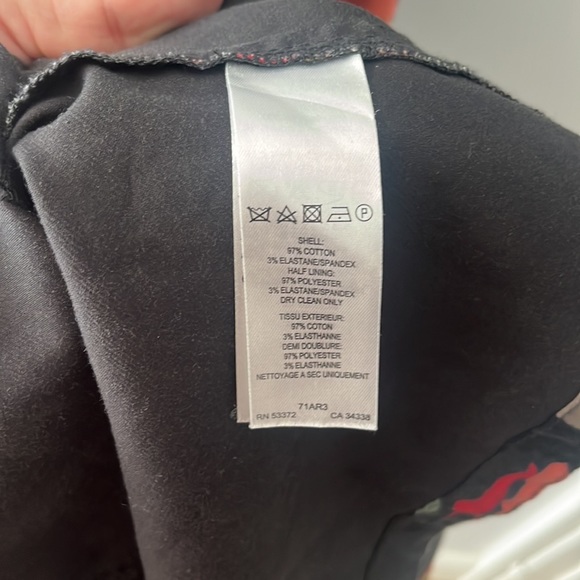 P
SHELL:
97% COTTON
3% ELASTANE/SPANDEX
HALF LINING:
97% POLYESTER
3% ELASTANE/SPANDEX
DRY CLEAN ONLY
TISSU EXTERIEUR:
97% COTON
3% ELASTHANNE
DEMI DOUBLURE:
97% POLYESTER
3% ELASTHANNE
NETTOYAGE A SEC UNIQUEMENT
71AR3
RN 53372 CA 34338